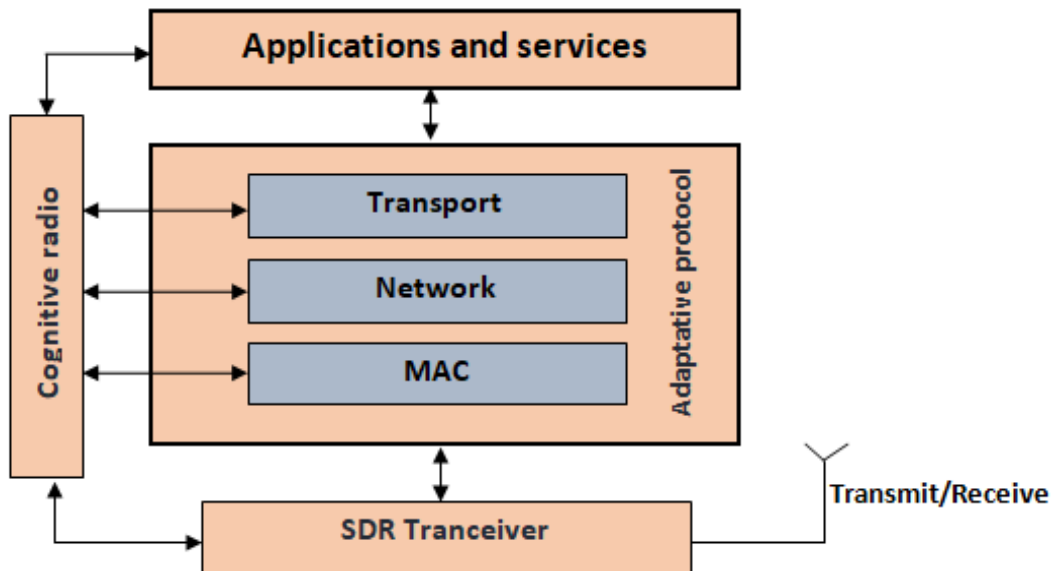 Applications and services
Cognitive radio
Transport
Network
MAC
Adaptative protocol
SDR Tranceiver
Transmit/Receive